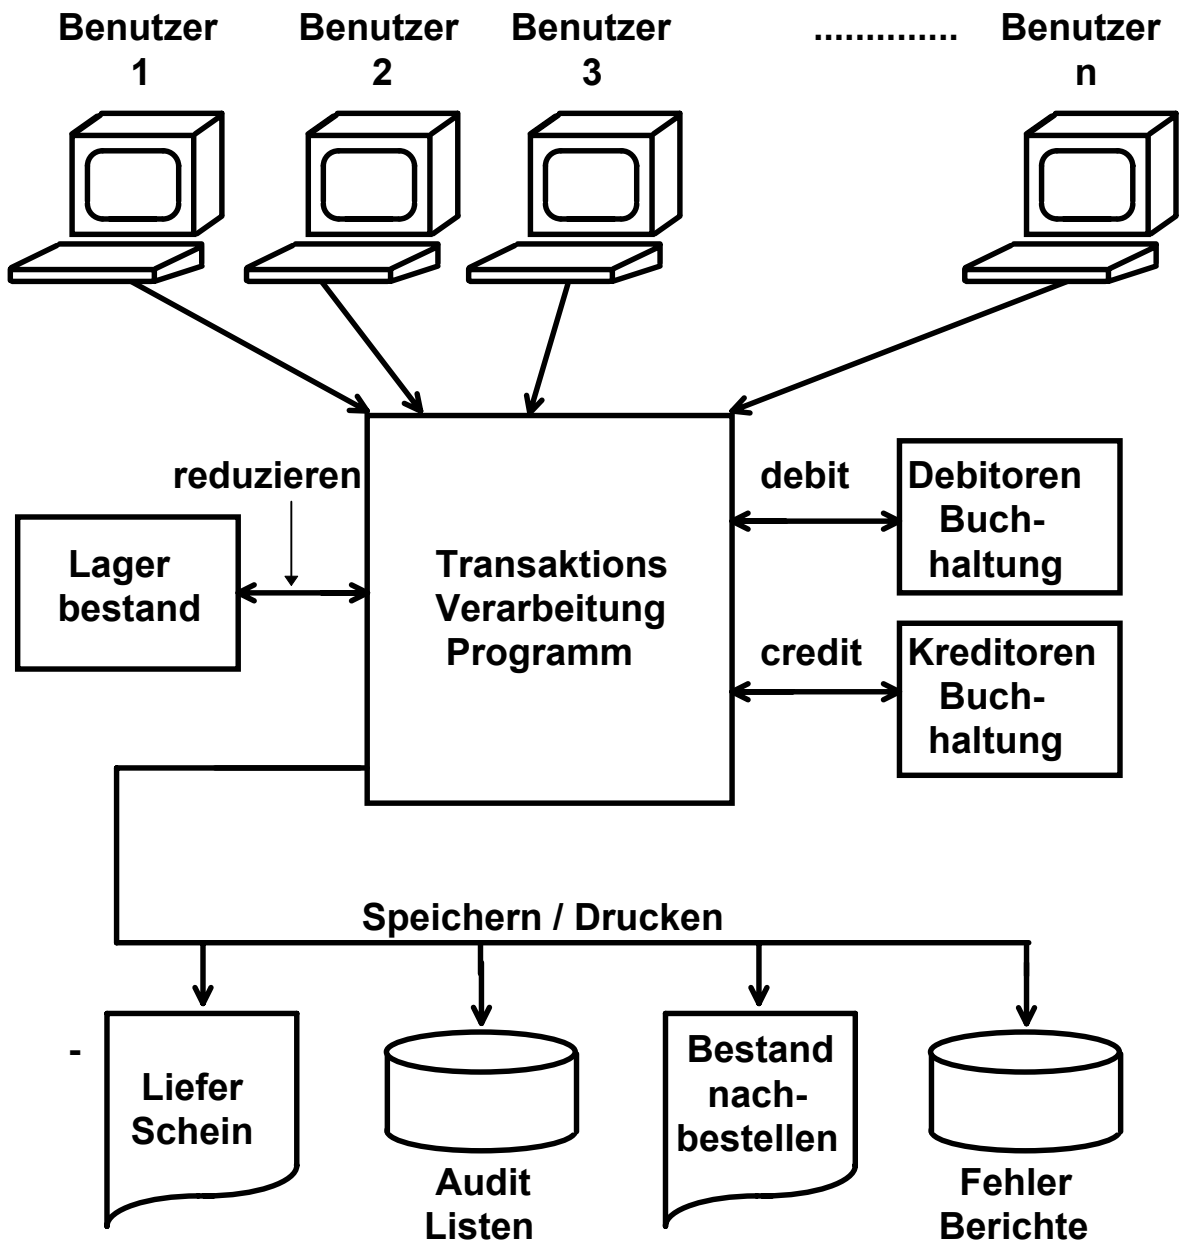 Benutzer
1
Benutzer
2
Benutzer
3
..............
Benutzer
n
reduzieren
Lager
bestand
Transaktions
Verarbeitung
Programm
debit
Debitoren
Buch-
haltung
credit
Kreditoren
Buch-
haltung
Speichern / Drucken
-
Liefer
Schein
Audit
Listen
Bestand
nach-
bestellen
Fehler
Berichte